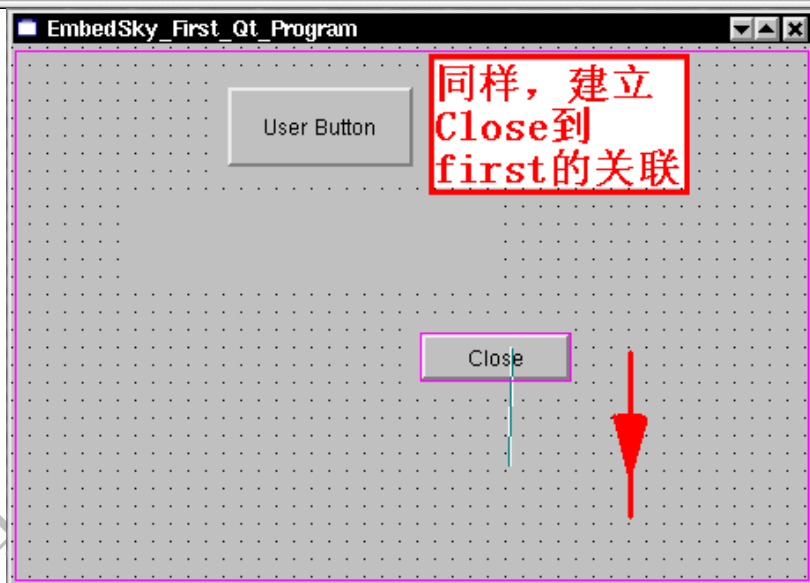 EmbedSky_First_Qt_Program
User Button
同样，建立
Close到
first的关联
Close